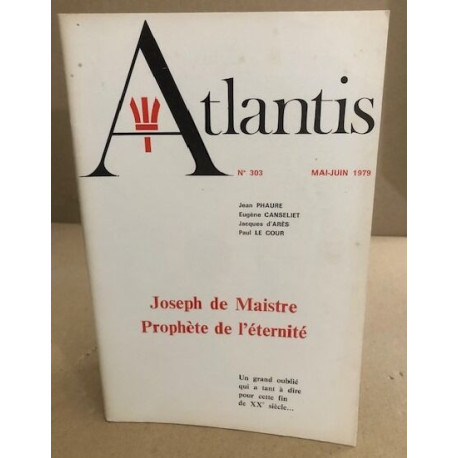 Atlantis
N° 303 MAI-JUIN 1979
Jean PHAURE
Eugène CANSELIET
Jacques d'ARÈS
Paul LE COUR
Joseph de Maistre
Prophète de l'éternité
Un grand oublié
qui a tant à dire
pour cette fin
de XXe siècle...